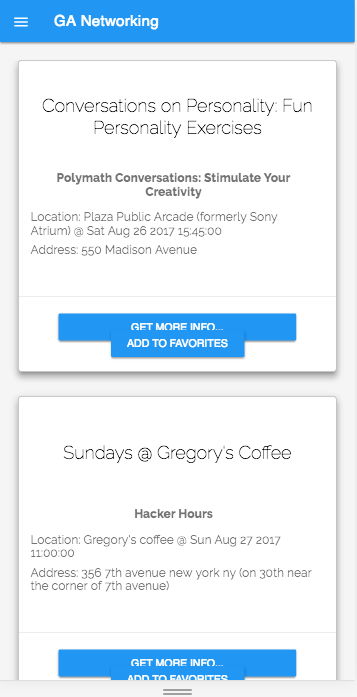 GA Networking
Conversations on Personality: Fun
Personality Exercises
Polymath Conversations: Stimulate Your
Creativity
Location: Plaza Public Arcade (formerly Sony
Atrium) @ Sat Aug 26 2017 15:45:00
Address: 550 Madison Avenue
GET MORE INFO...
ADD TO FAVORITES
Sundays @ Gregory's Coffee
Hacker Hours
Location: Gregory's coffee @ Sun Aug 27 2017
11:00:00
Address: 356 7th avenue new york ny (on 30th near
the corner of 7th avenue)
GET MORE INFO...
ADD TO FAVORITES